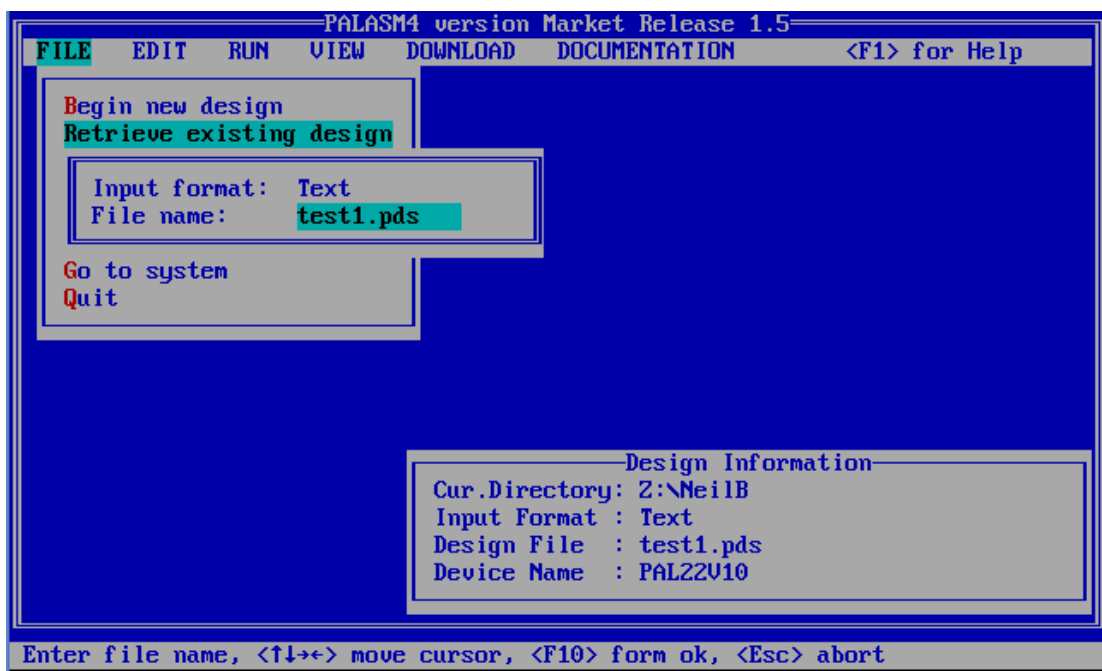 PALASM4 version Market Release 1.5
FILE EDIT RUN VIEW DOWNLOAD DOCUMENTATION <F1> for Help
Begin new design
Retrieve existing design
Input format: Text
File name: test1.pds
Go to system
Quit
Design Information
Cur.Directory: Z:\NeilB
Input Format : Text
Design File : test1.pds
Device Name : PAL22V10
Enter file name, <↑↓→←> move cursor, <F10> form ok, <Esc> abort